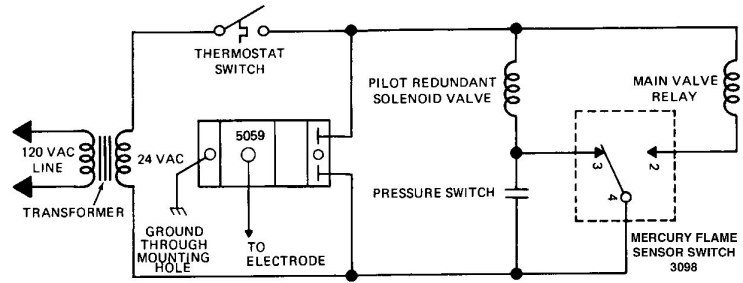 THERMOSTAT
SWITCH
PILOT REDUNDANT
SOLENOID VALVE
MAIN VALVE
RELAY
5059
120 VAC
LINE
24 VAC
3
2
4
PRESSURE SWITCH
TRANSFORMER
GROUND
THROUGH
MOUNTING
HOLE
TO
ELECTRODE
MERCURY FLAME
SENSOR SWITCH
3098